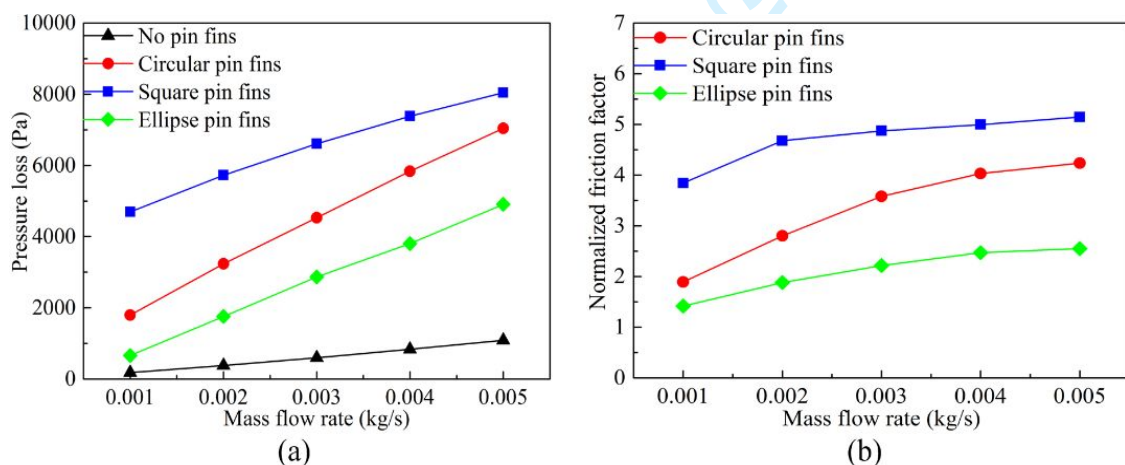 10000
8000
6000
4000
2000
0
Pressure loss (Pa)
No pin fins
Circular pin fins
Square pin fins
Ellipse pin fins
0.001 0.002 0.003 0.004 0.005
Mass flow rate (kg/s)
(a)
7
6
5
4
3
2
1
0
Normalized friction factor
Circular pin fins
Square pin fins
Ellipse pin fins
0.001 0.002 0.003 0.004 0.005
Mass flow rate (kg/s)
(b)